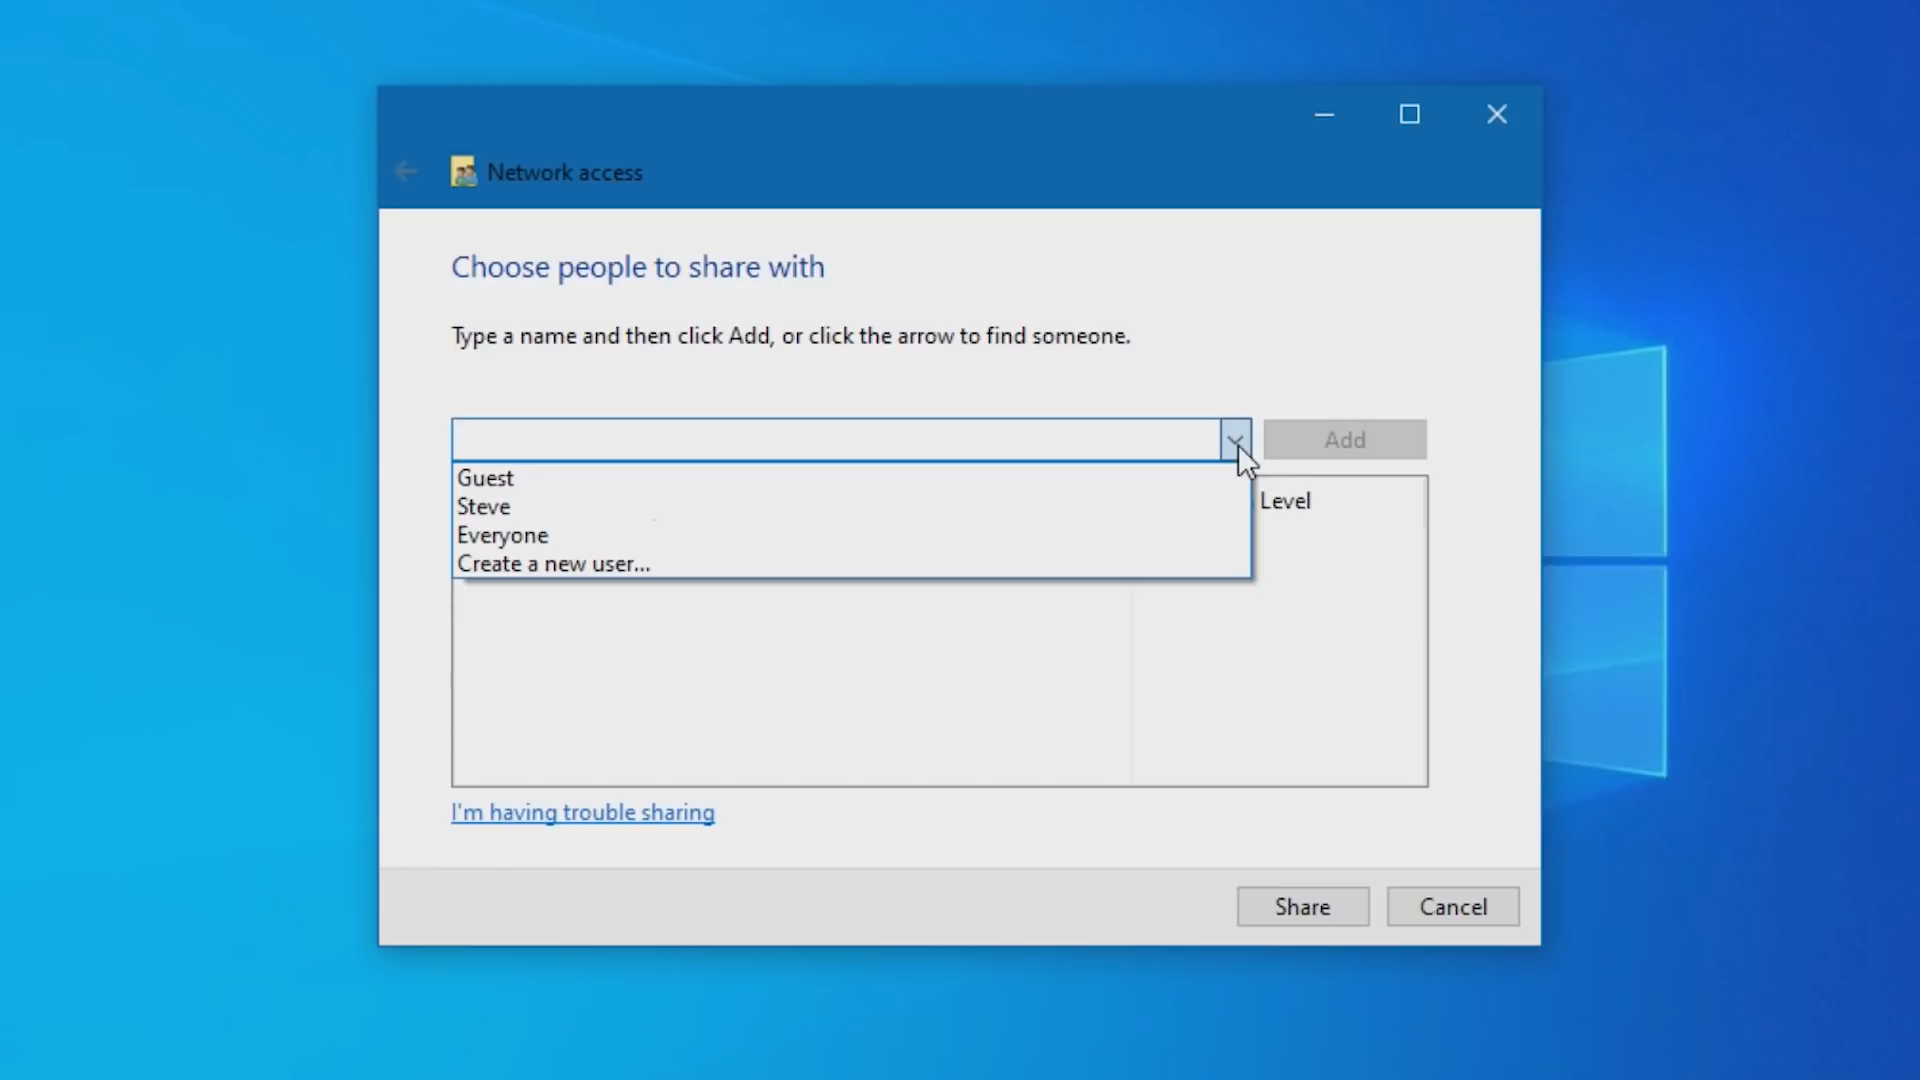 Network access
Choose people to share with
Type a name and then click Add, or click the arrow to find someone.
Add
Guest
Steve
Everyone
Create a new user...
Level
I'm having trouble sharing
Share
Cancel